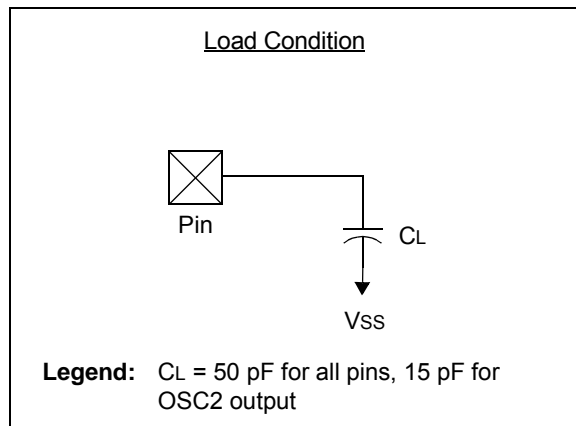 Load Condition
Pin
CL
VSS
Legend: CL = 50 pF for all pins, 15 pF for
OSC2 output